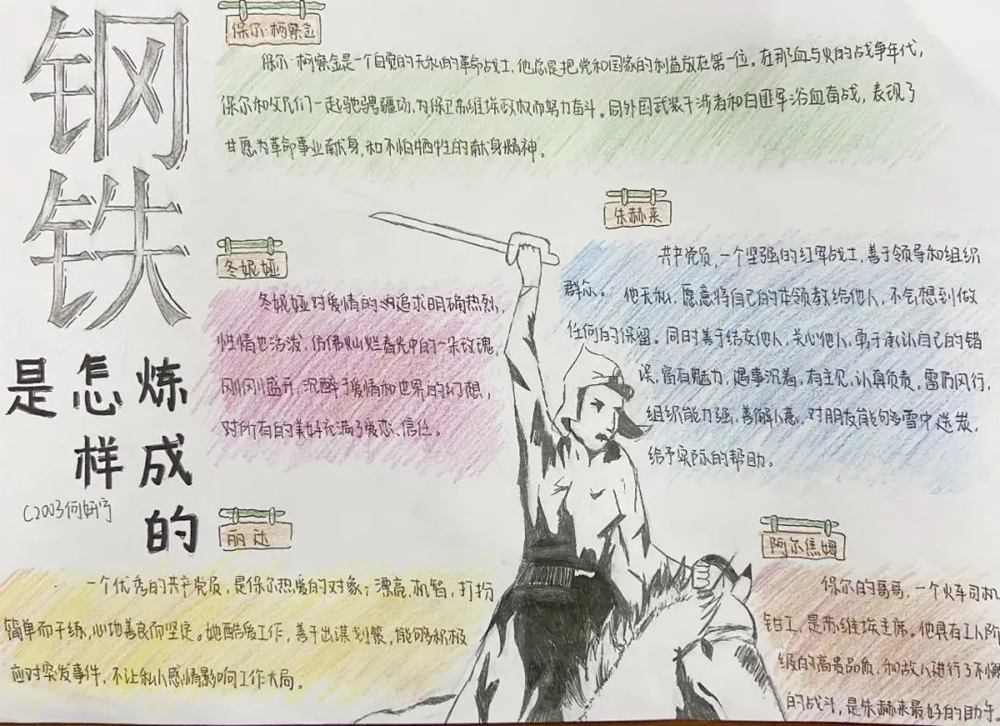 钢铁
是怎样炼成的
C2003何妍宁
保尔·柯察金
保尔·柯察金是一个自觉的无私的革命战士,他总是把党和国家的利益放在第一位。在那血与火的战争年代,
保尔和父兄们一起驰骋疆场,为保卫苏维埃政权而努力奋斗。同外国武装干涉者和白匪军浴血奋战,表现了
甘愿为革命事业献身,和不怕牺牲的献身精神。
冬妮娅
冬妮娅对爱情的追求明确热烈,
性情也活泼,仿佛灿烂春光中的一朵玫瑰,
刚刚盛开,沉醉于爱情和世界的幻想,
对所有的美好充满了爱恋、信任。
朱赫来
共产党员,一个坚强的红军战士,善于领导和组织
群众。他无私,愿意将自己的本领教给他人,不会想到做
任何的保留。同时善于结交他人,关心他人,勇于承认自己的错
误,富有魅力,遇事沉着,有主见,认真负责,雷厉风行,
组织能力强,善解人意,对朋友能够雪中送炭,
给予实际的帮助。
丽达
一个优秀的共产党员,是保尔热爱的对象;漂亮、机智,打扮
简单而干练,心地善良而坚定。她酷爱工作,善于出谋划策,能够积极
应对突发事件,不让私人感情影响工作大局。
阿尔焦姆
保尔的哥哥,一个火车司机
钳工,是苏维埃主席。他具有工人阶
级的高贵品质,和敌人进行了不懈
的战斗,是朱赫来最好的助手